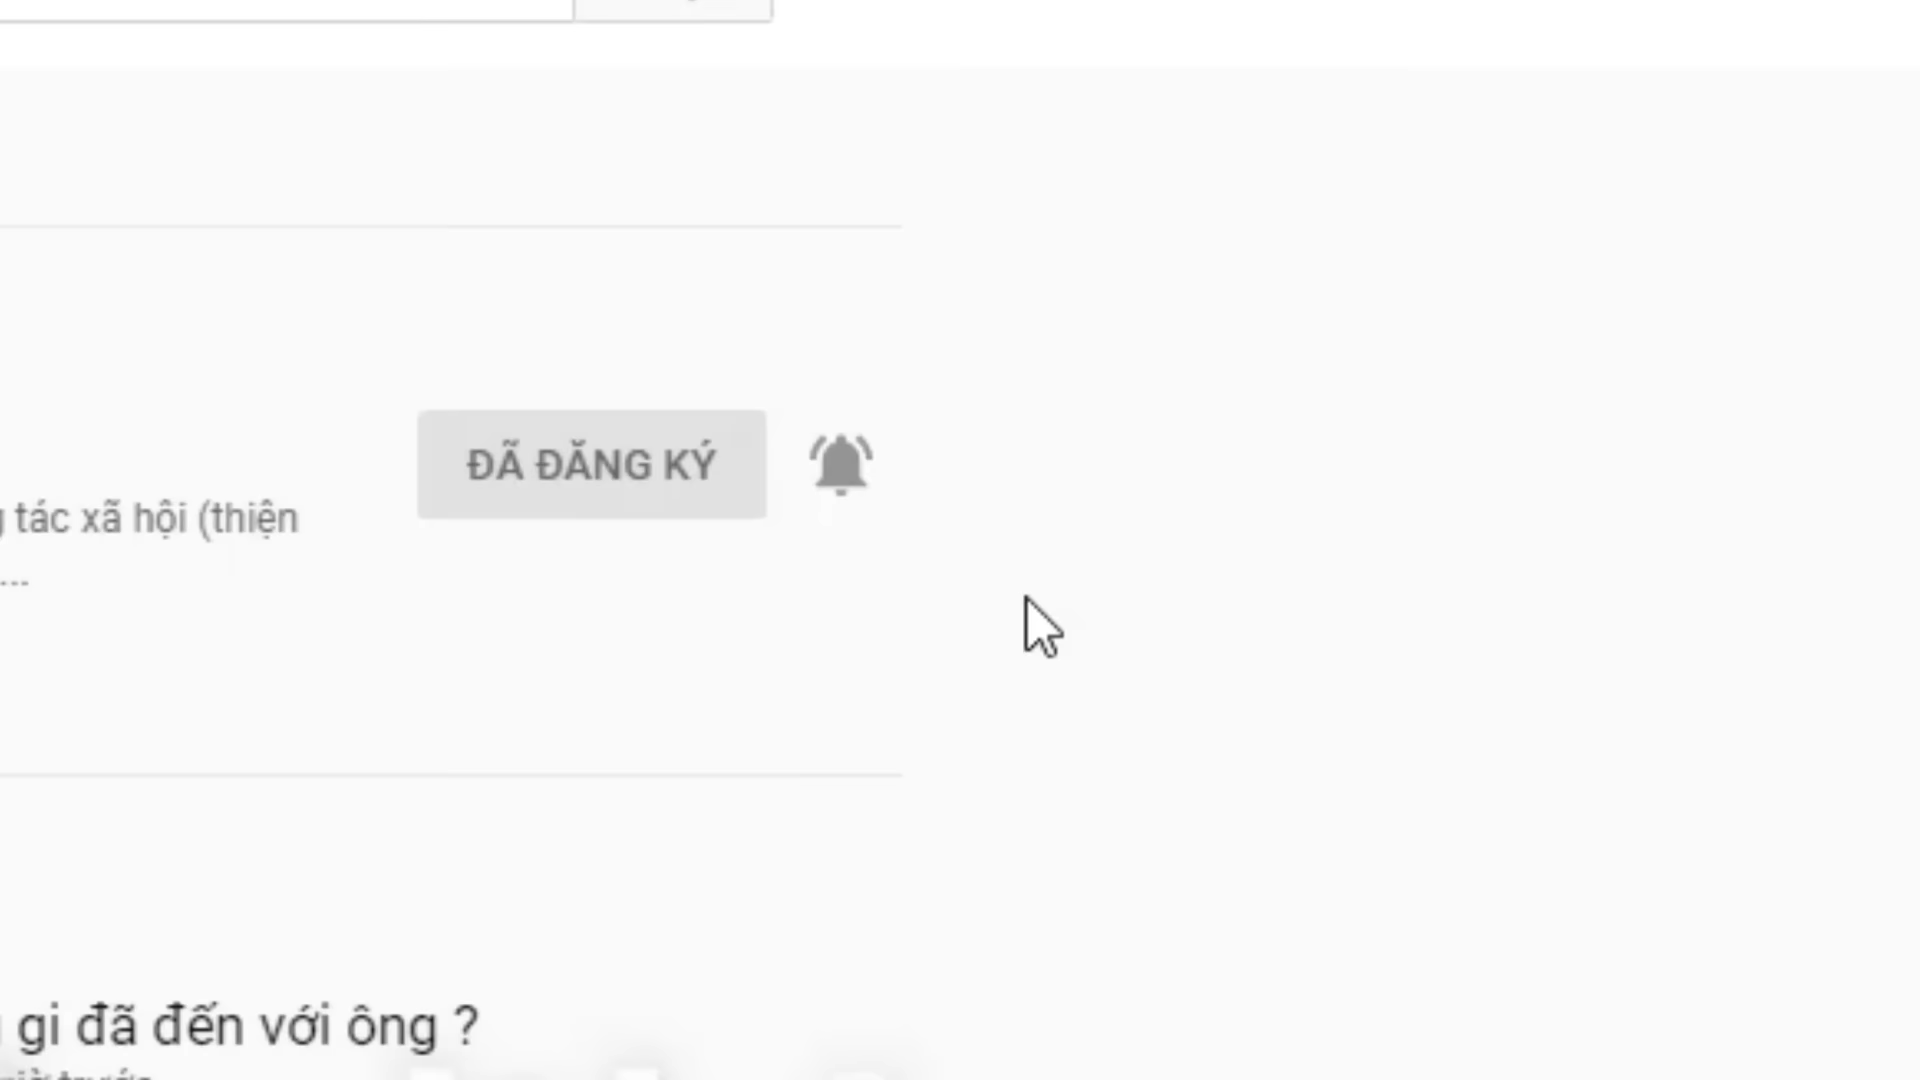 ĐÃ ĐĂNG KÝ
tác xã hội (thiện
...
gi đã đến với ông ?